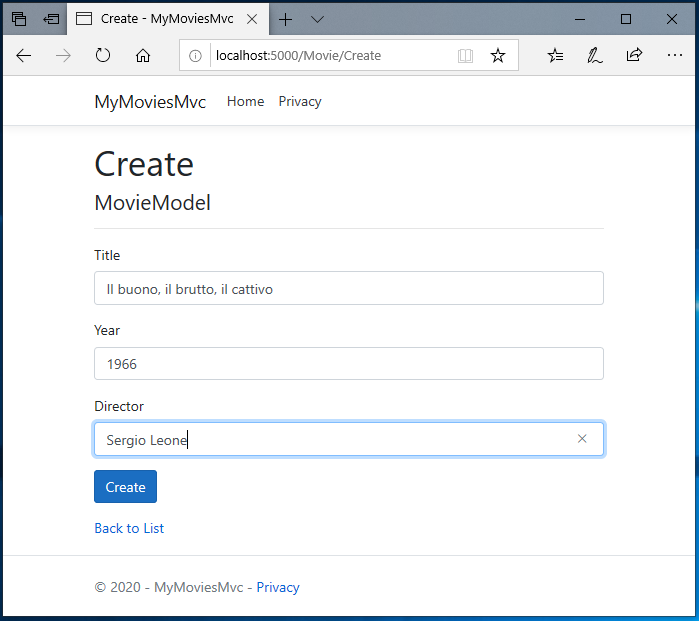 Create - MyMoviesMvc
localhost:5000/Movie/Create
MyMoviesMvc Home Privacy
Create
MovieModel
Title
Il buono, il brutto, il cattivo
Year
1966
Director
Sergio Leone
Create
Back to List
© 2020 - MyMoviesMvc - Privacy